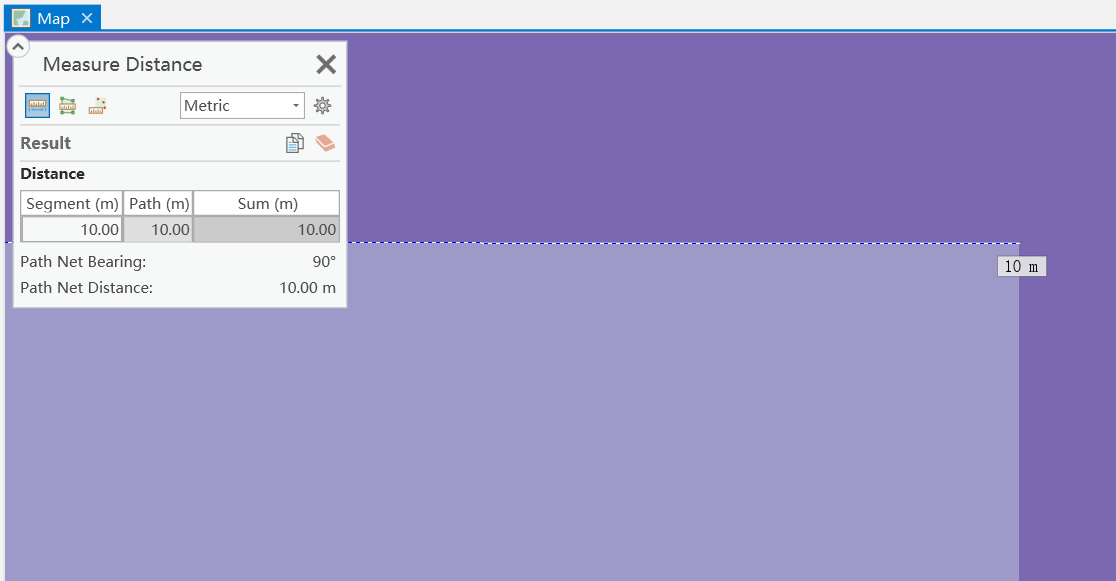 Map
Measure Distance
Metric
Result
Distance
Segment (m) Path (m) Sum (m)
10.00 10.00 10.00
Path Net Bearing: 90°
Path Net Distance: 10.00 m
10 m